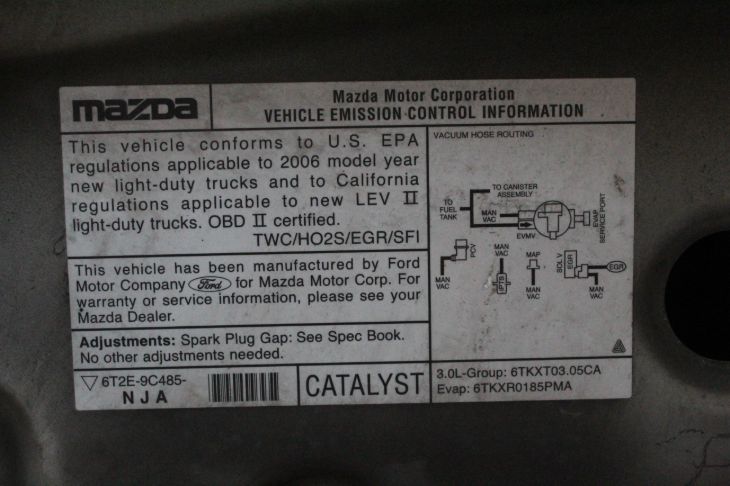 mazda
Mazda Motor Corporation
VEHICLE EMISSION CONTROL INFORMATION
This vehicle conforms to U.S. EPA
regulations applicable to 2006 model year
new light-duty trucks and to California
regulations applicable to new LEV II
light-duty trucks. OBD II certified.
TWC/HO2S/EGR/SFI
This vehicle has been manufactured by Ford
Motor Company Ford for Mazda Motor Corp. For
warranty or service information, please see your
Mazda Dealer.
Adjustments: Spark Plug Gap: See Spec Book.
No other adjustments needed.
6T2E-9C485-
NJA
CATALYST
VACUUM HOSE ROUTING
TO CANISTER
ASSEMBLY
TO
FUEL
TANK
MAN
VAC
EVMV
EVAP
SERVICE PORT
PCV
MAN
VAC
MAN
VAC
IPTS
MAP
MAN
VAC
SOL V
EGR
EGR
MAN
VAC
3.0L-Group: 6TKXT03.05CA
Evap: 6TKXR0185PMA